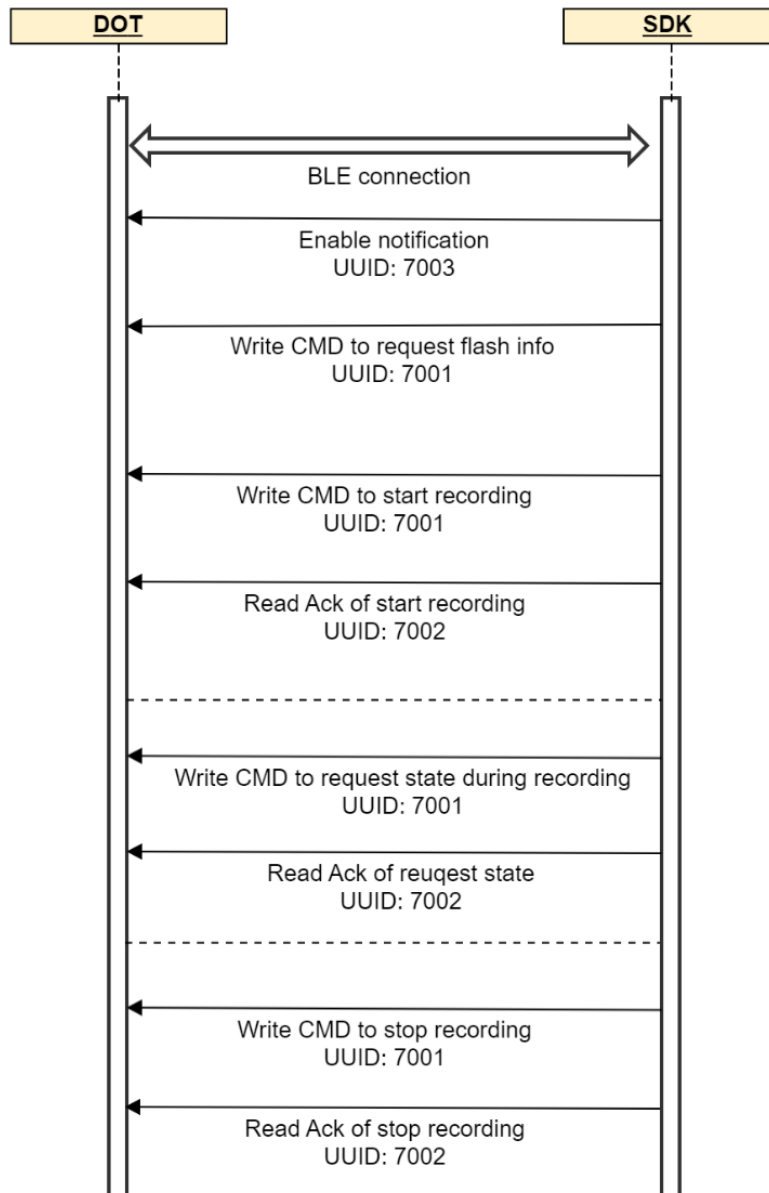 DOT
SDK
BLE connection
Enable notification
UUID: 7003
Write CMD to request flash info
UUID: 7001
Write CMD to start recording
UUID: 7001
Read Ack of start recording
UUID: 7002
Write CMD to request state during recording
UUID: 7001
Read Ack of reuqest state
UUID: 7002
Write CMD to stop recording
UUID: 7001
Read Ack of stop recording
UUID: 7002